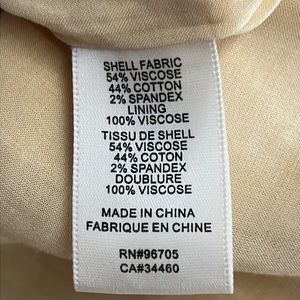 SHELL FABRIC
54% VISCOSE
44% COTTON
2% SPANDEX
LINING
100% VISCOSE
TISSU DE SHELL
54% VISCOSE
44% COTTON
2% SPANDEX
DOUBLURE
100% VISCOSE
MADE IN CHINA
FABRIQUE EN CHINE
RN#96705
CA#34460